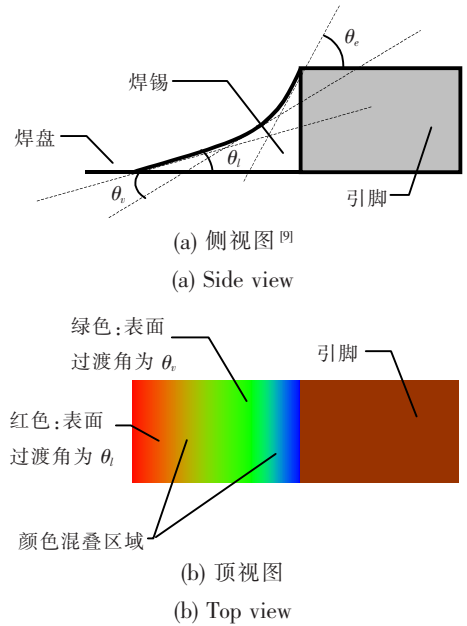 θe
焊锡
焊盘
θl
θv
引脚
(a) 侧视图[9]
(a) Side view
绿色:表面
过渡角为 θv
引脚
红色:表面
过渡角为 θl
颜色混叠区域
(b) 顶视图
(b) Top view